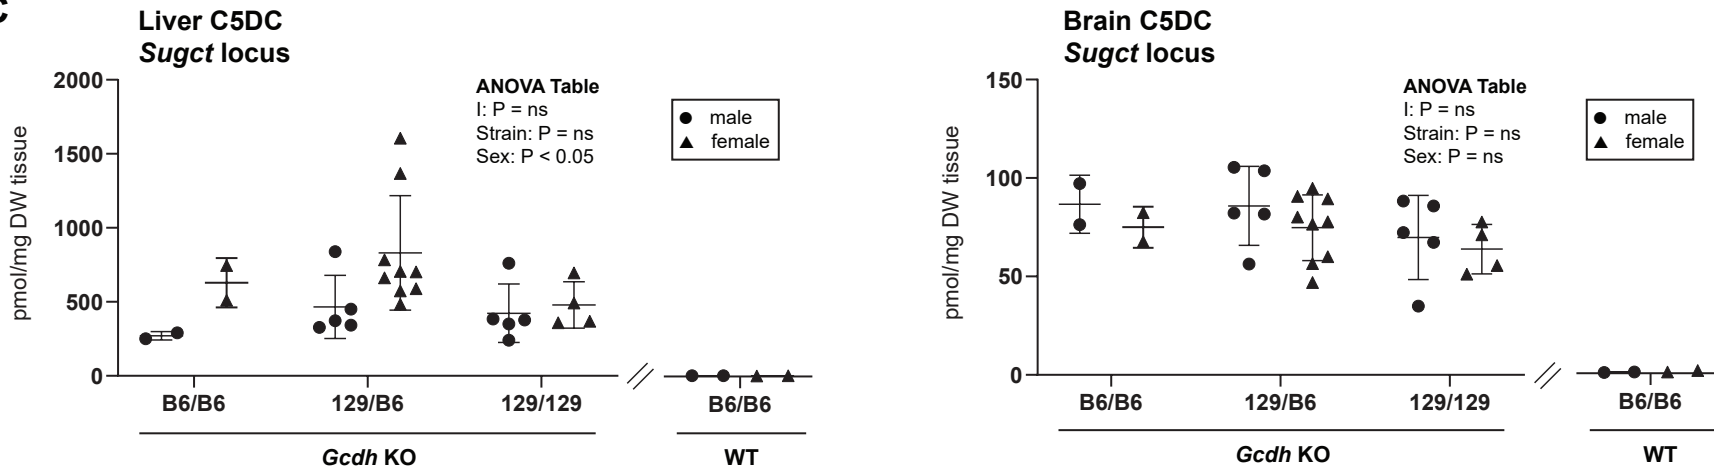 C
Liver C5DC
Sugct locus
pmol/mg DW tissue
2000
1500
1000
500
0
ANOVA Table
I: P = ns
Strain: P = ns
Sex: P < 0.05
male
female
B6/B6
129/B6
129/129
B6/B6
Gcdh KO
WT
Brain C5DC
Sugct locus
pmol/mg DW tissue
150
100
50
0
ANOVA Table
I: P = ns
Strain: P = ns
Sex: P = ns
male
female
B6/B6
129/B6
129/129
B6/B6
Gcdh KO
WT